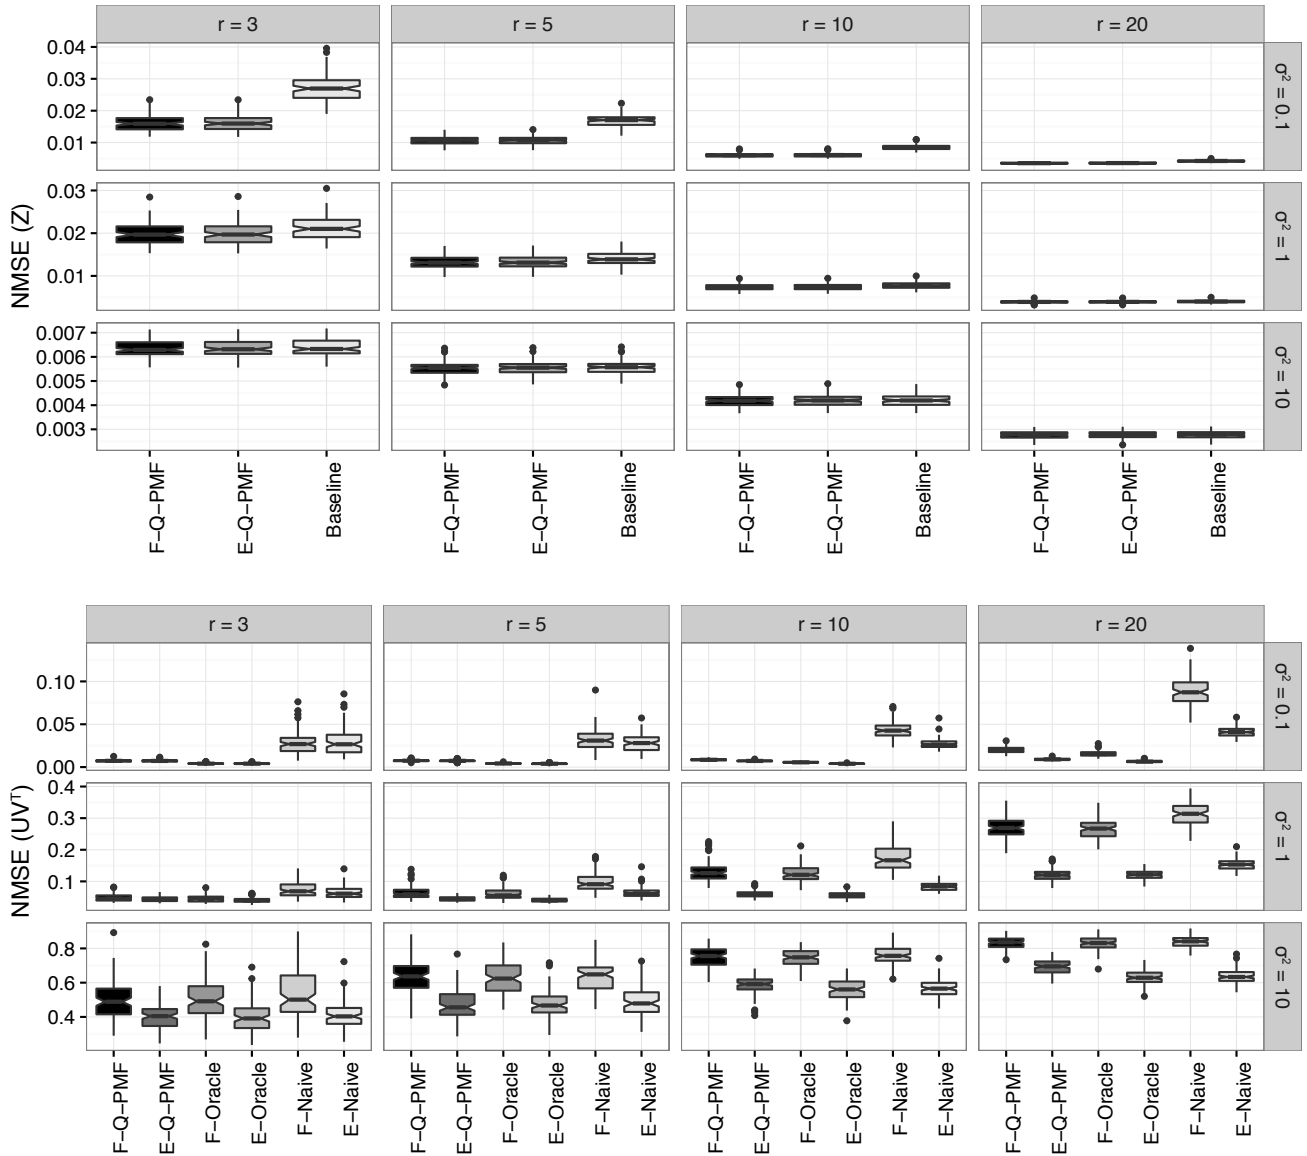 r = 3 r = 5 r = 10 r = 20
NMSE (Z)
0.04
0.03
0.02
0.01
σ² = 0.1
0.03
0.02
0.01
σ² = 1
0.007
0.006
0.005
0.004
0.003
σ² = 10
F−Q−PMF E−Q−PMF Baseline F−Q−PMF E−Q−PMF Baseline F−Q−PMF E−Q−PMF Baseline F−Q−PMF E−Q−PMF Baseline
r = 3 r = 5 r = 10 r = 20
NMSE (UVᵀ)
0.10
0.05
0.00
σ² = 0.1
0.4
0.3
0.2
0.1
σ² = 1
0.8
0.6
0.4
σ² = 10
F−Q−PMF E−Q−PMF F−Oracle E−Oracle F−Naive E−Naive F−Q−PMF E−Q−PMF F−Oracle E−Oracle F−Naive E−Naive F−Q−PMF E−Q−PMF F−Oracle E−Oracle F−Naive E−Naive F−Q−PMF E−Q−PMF F−Oracle E−Oracle F−Naive E−Naive